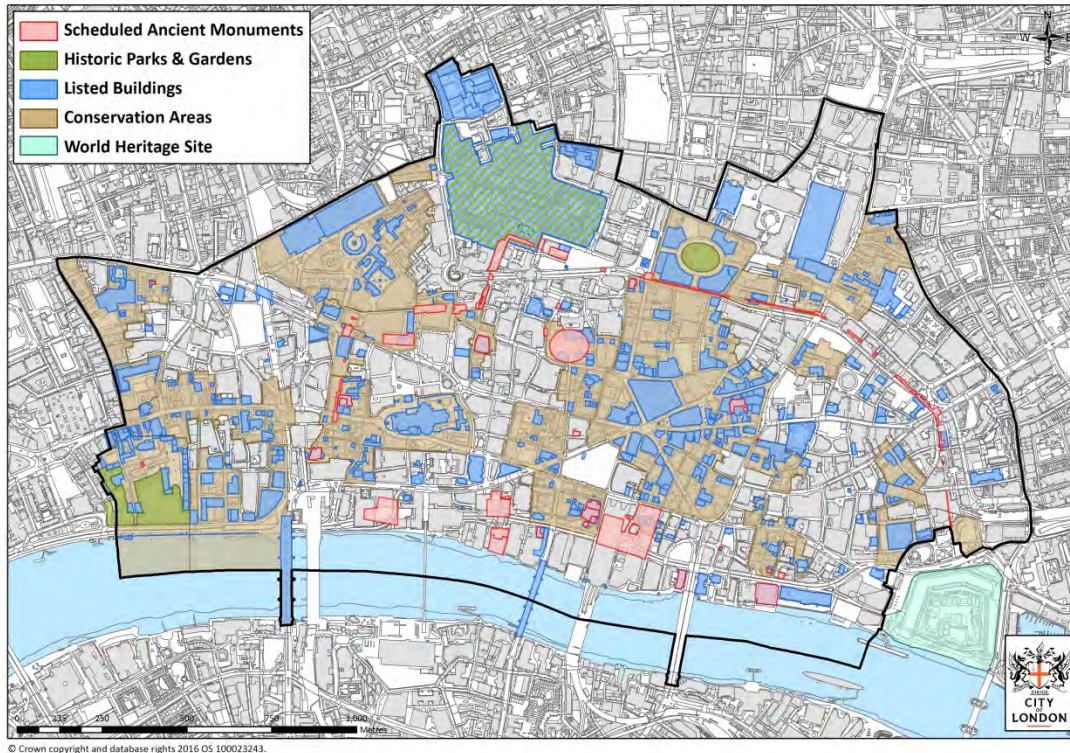 Scheduled Ancient Monuments
Historic Parks & Gardens
Listed Buildings
Conservation Areas
World Heritage Site
N
W E
S
CITY
OF
LONDON
0 125 250 500 750 1,000
Metres
© Crown copyright and database rights 2016 OS 100023243.